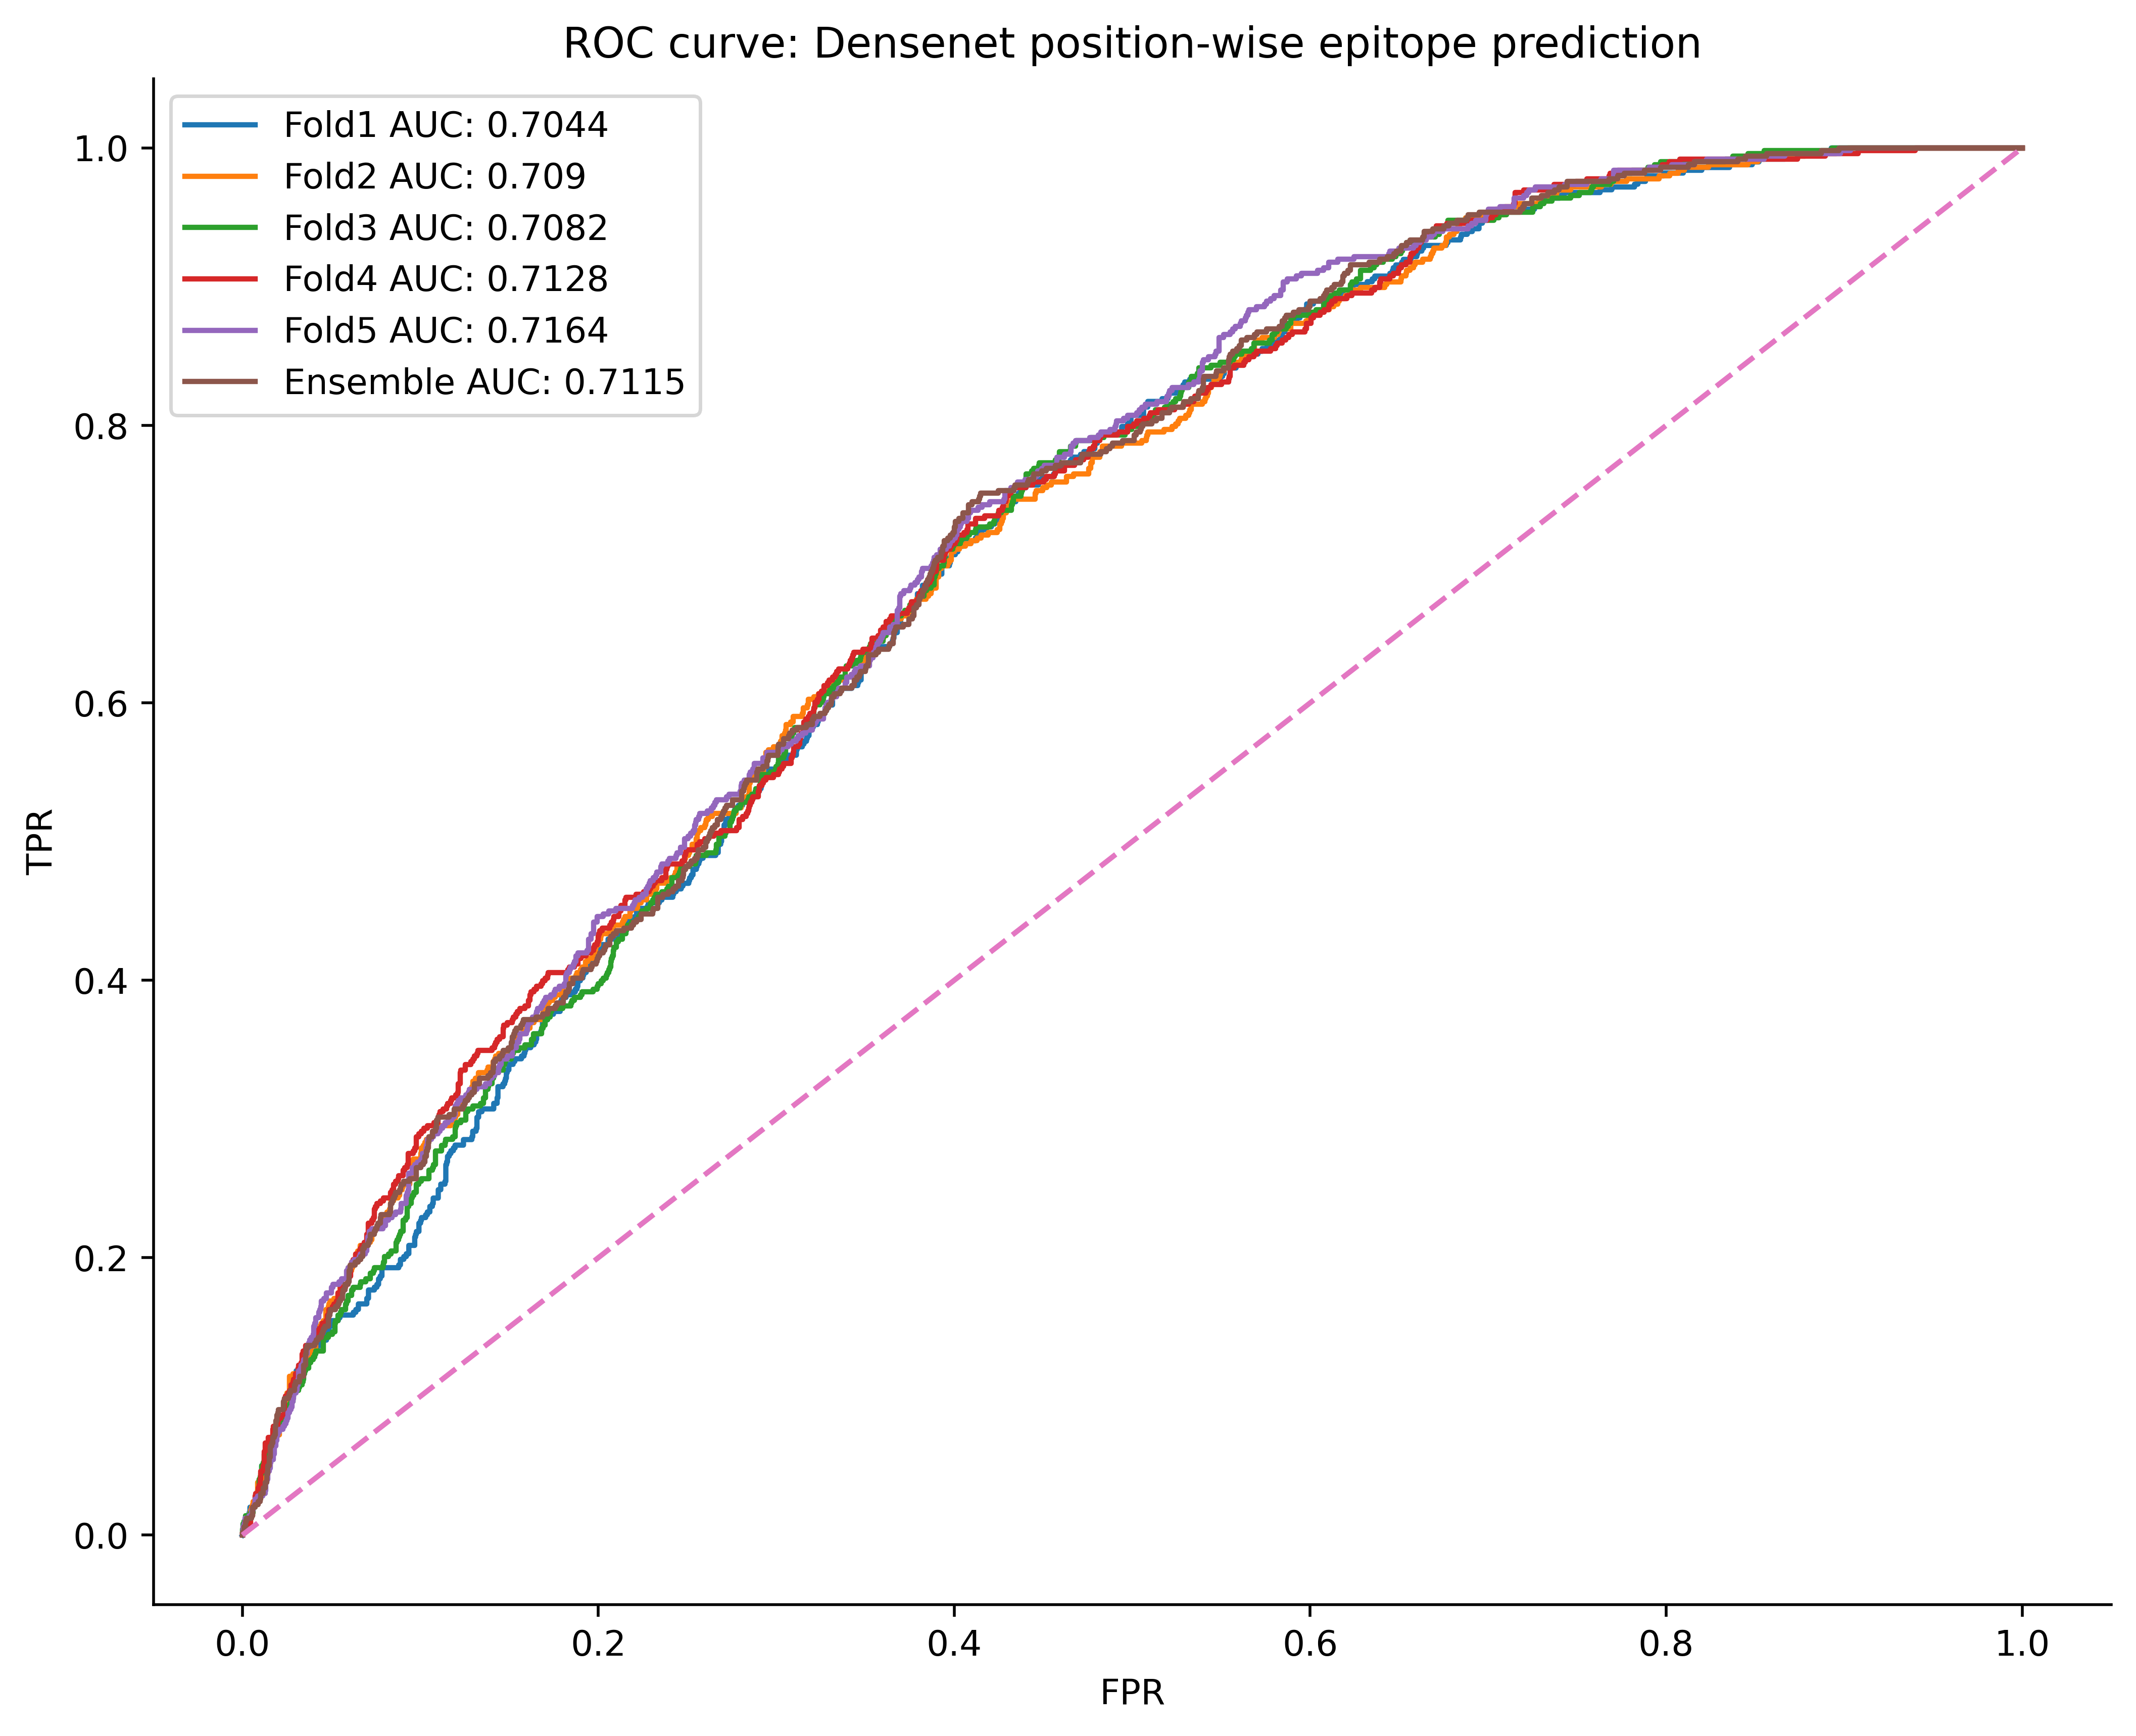 ROC curve: Densenet position-wise epitope prediction
Fold1 AUC: 0.7044
Fold2 AUC: 0.709
Fold3 AUC: 0.7082
Fold4 AUC: 0.7128
Fold5 AUC: 0.7164
Ensemble AUC: 0.7115
1.0
0.8
0.6
0.4
0.2
0.0
TPR
0.0 0.2 0.4 0.6 0.8 1.0
FPR